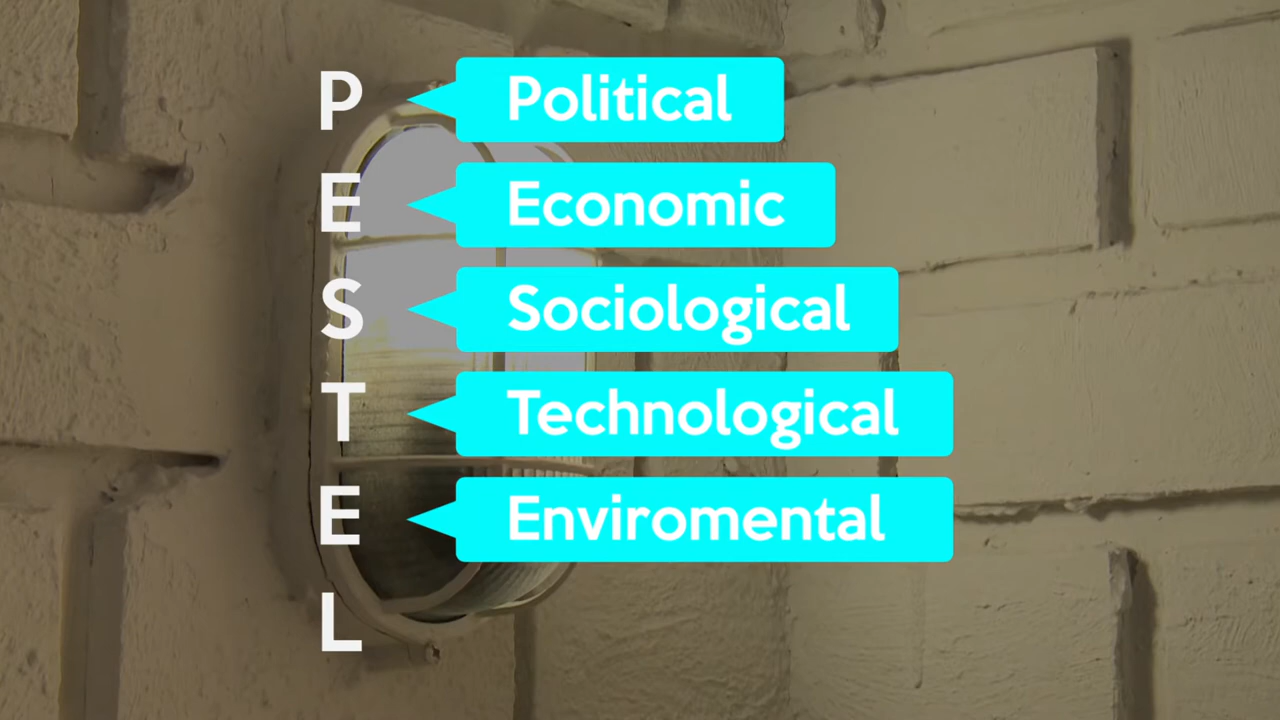 P Political
E Economic
S Sociological
T Technological
E Enviromental
L